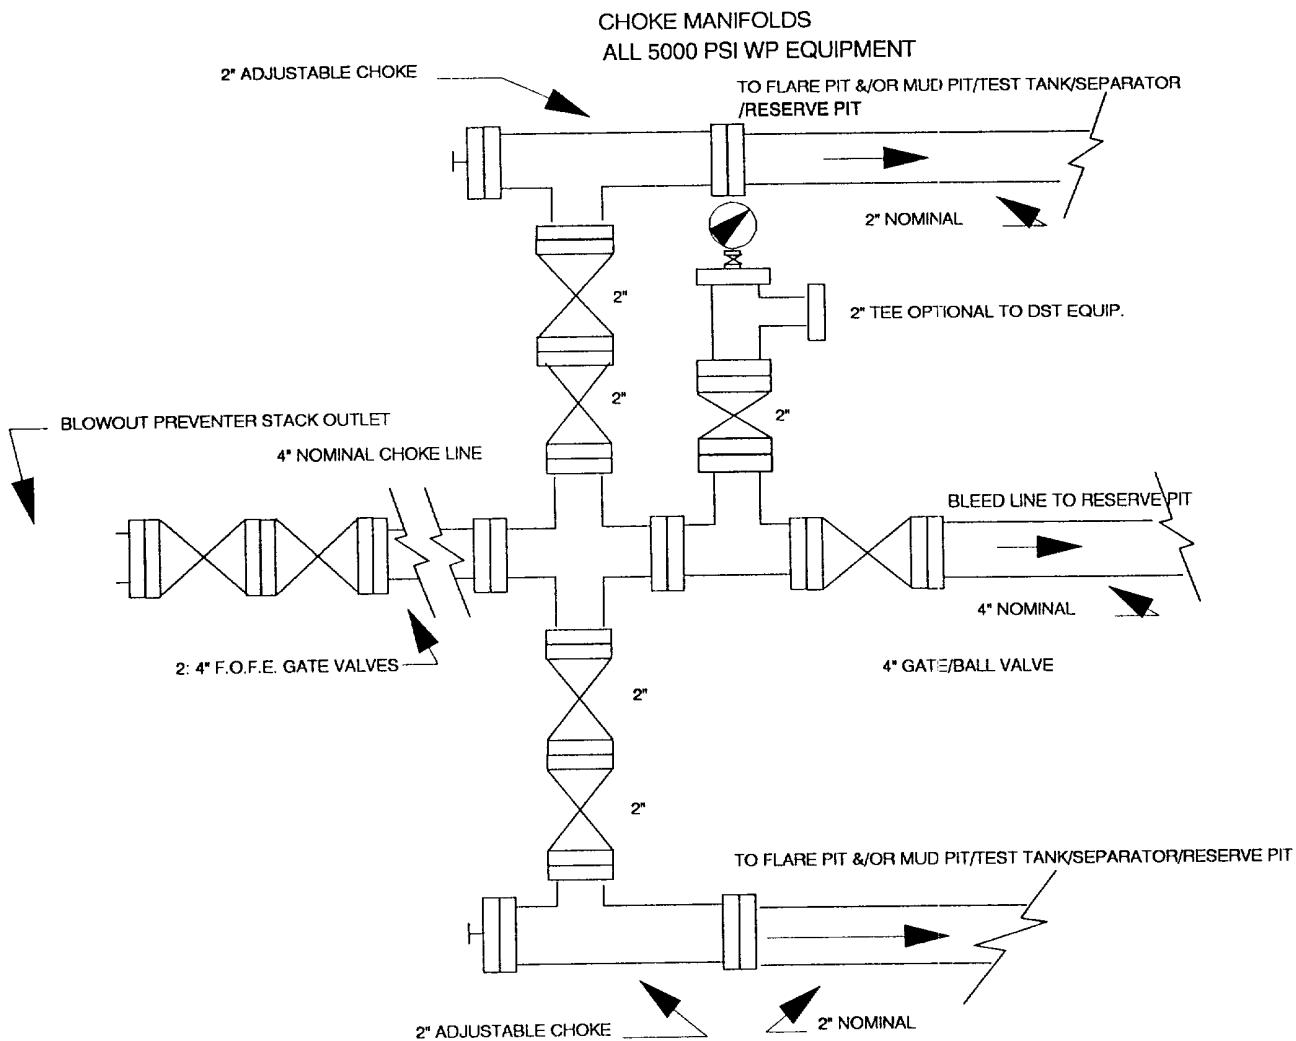 CHOKE MANIFOLDS
ALL 5000 PSI WP EQUIPMENT
2" ADJUSTABLE CHOKE
TO FLARE PIT &/OR MUD PIT/TEST TANK/SEPARATOR
/RESERVE PIT
2" NOMINAL
2"
2" TEE OPTIONAL TO DST EQUIP.
2"
2"
BLOWOUT PREVENTER STACK OUTLET
4" NOMINAL CHOKE LINE
BLEED LINE TO RESERVE PIT
4" NOMINAL
2: 4" F.O.F.E. GATE VALVES
4" GATE/BALL VALVE
2"
2"
TO FLARE PIT &/OR MUD PIT/TEST TANK/SEPARATOR/RESERVE PIT
2" ADJUSTABLE CHOKE
2" NOMINAL